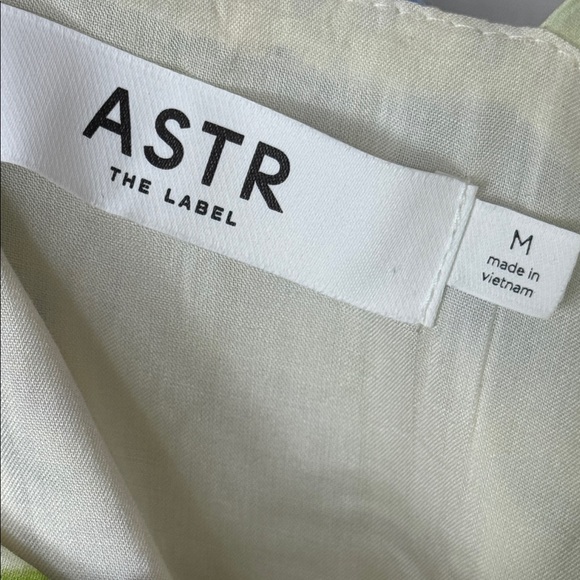 ASTR
THE LABEL
M
made in
vietnam